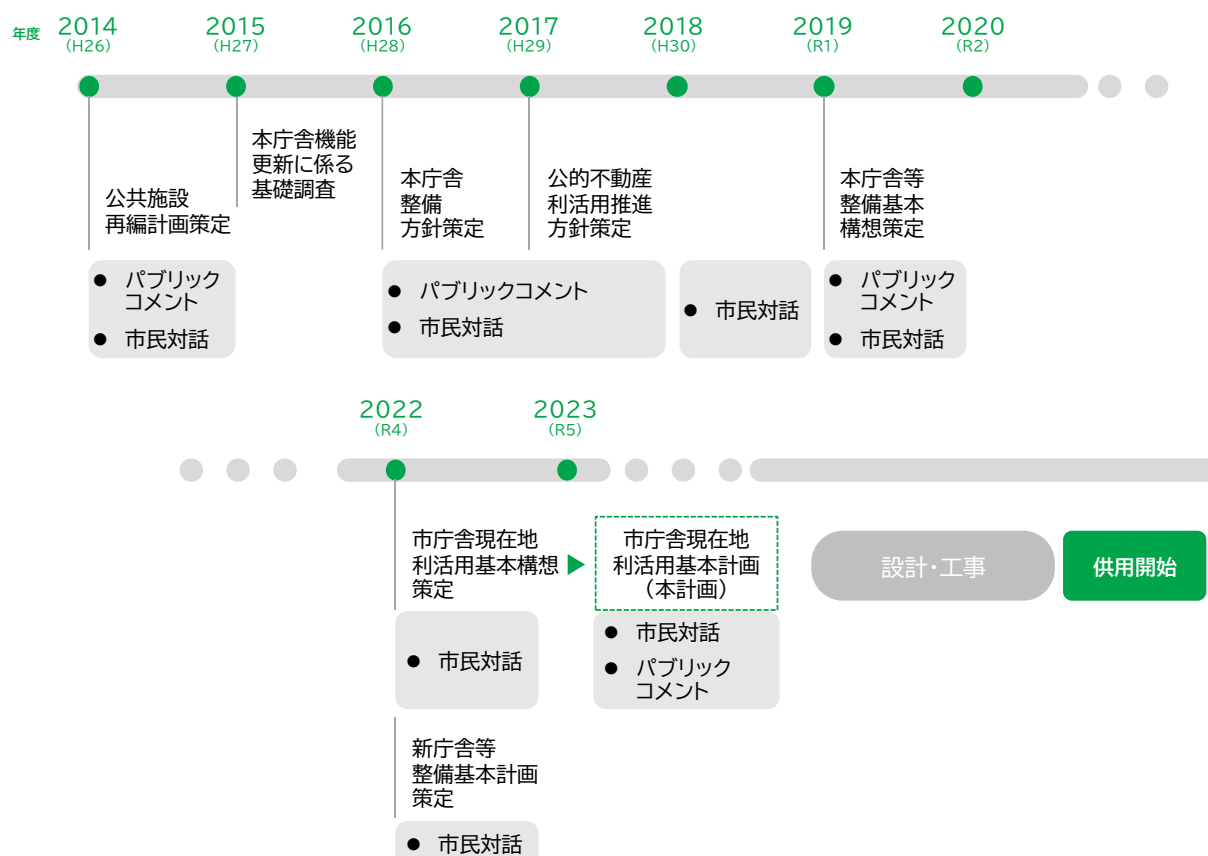 年度
2014
(H26)
2015
(H27)
2016
(H28)
2017
(H29)
2018
(H30)
2019
(R1)
2020
(R2)
公共施設
再編計画策定
本庁舎機能
更新に係る
基礎調査
本庁舎
整備
方針策定
公的不動産
利活用推進
方針策定
本庁舎等
整備基本
構想策定
● パブリック
コメント
● 市民対話
● パブリックコメント
● 市民対話
● 市民対話
● パブリック
コメント
● 市民対話
2022
(R4)
2023
(R5)
市庁舎現在地
利活用基本構想
策定
▶
市庁舎現在地
利活用基本計画
（本計画）
設計・工事
供用開始
● 市民対話
● 市民対話
● パブリック
コメント
新庁舎等
整備基本計画
策定
● 市民対話